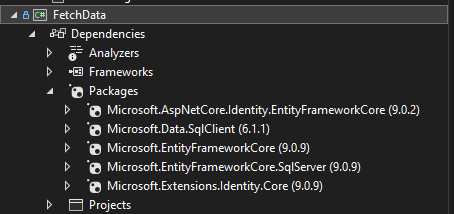 C# FetchData
Dependencies
Analyzers
Frameworks
Packages
Microsoft.AspNetCore.Identity.EntityFrameworkCore (9.0.2)
Microsoft.Data.SqlClient (6.1.1)
Microsoft.EntityFrameworkCore (9.0.9)
Microsoft.EntityFrameworkCore.SqlServer (9.0.9)
Microsoft.Extensions.Identity.Core (9.0.9)
Projects